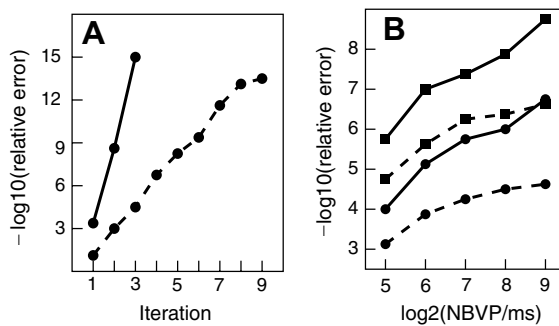 A
−log10(relative error)
15
12
9
6
3
1 3 5 7 9
Iteration
B
−log10(relative error)
8
7
6
5
4
3
5 6 7 8 9
log2(NBVP/ms)